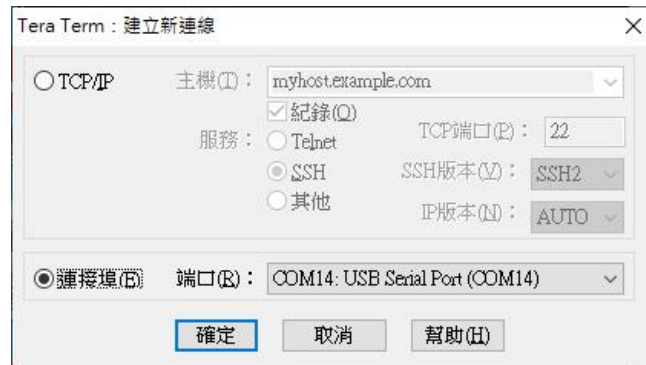 Tera Term：建立新連線
TCP/IP 主機(T)： myhost.example.com
紀錄(O)
服務： Telnet TCP端口(P)： 22
SSH SSH版本(V)： SSH2
其他 IP版本(N)： AUTO
連接埠(E) 端口(R)： COM14: USB Serial Port (COM14)
確定 取消 幫助(H)